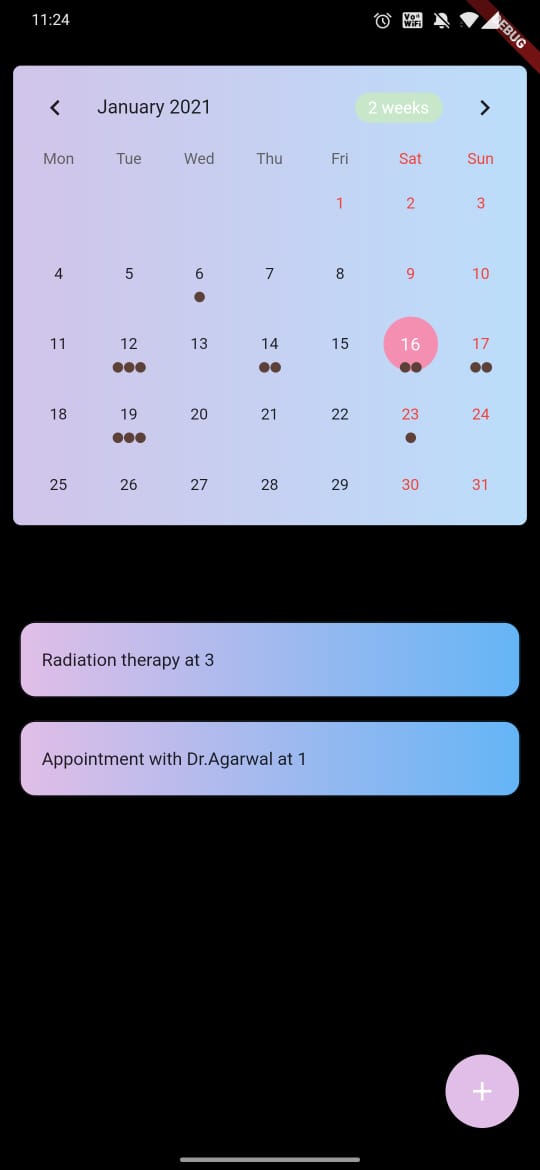 11:24
Vo))
WiFi
DEBUG
January 2021
2 weeks
Mon Tue Wed Thu Fri Sat Sun
1 2 3
4 5 6 7 8 9 10
11 12 13 14 15 16 17
18 19 20 21 22 23 24
25 26 27 28 29 30 31
Radiation therapy at 3
Appointment with Dr.Agarwal at 1
+